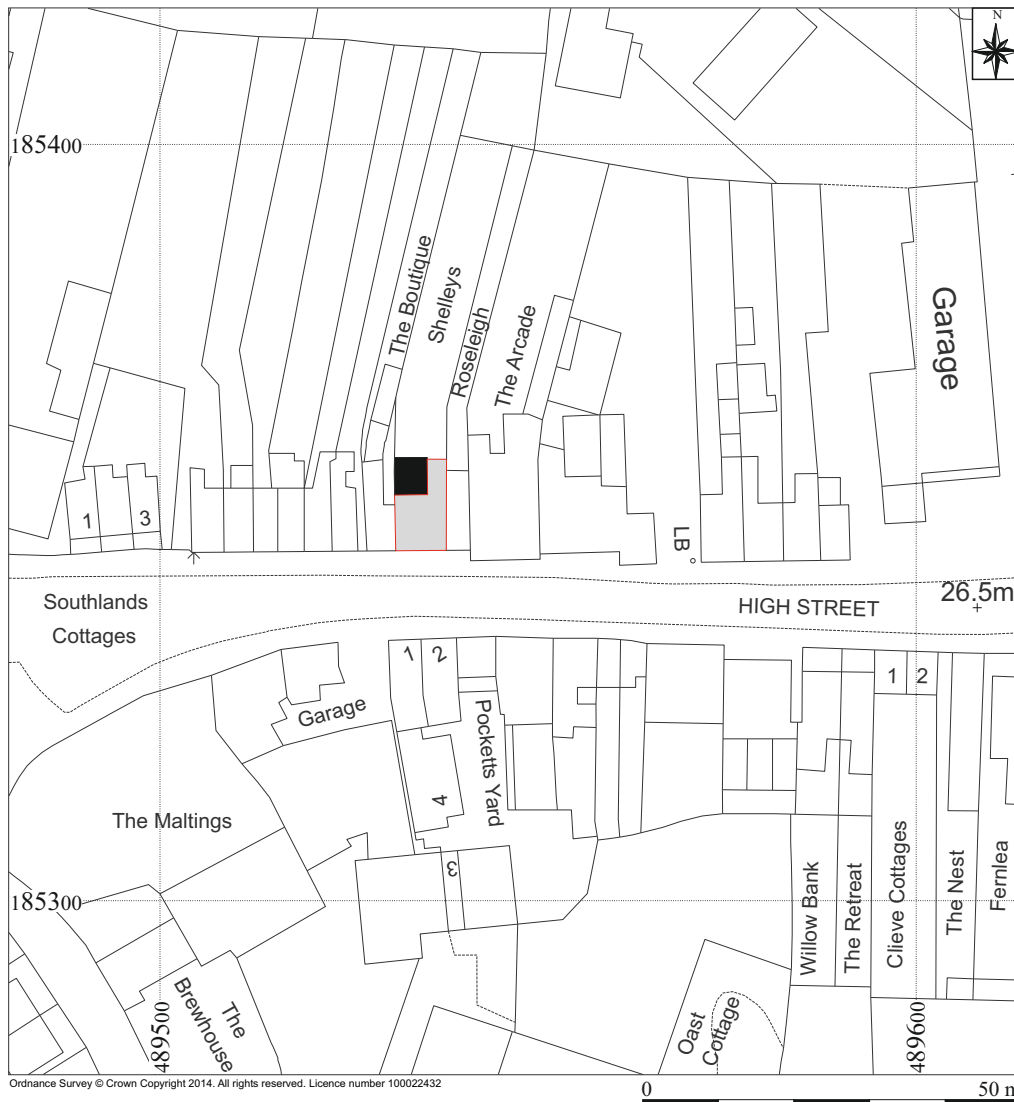 N
185400
The Boutique
Shelleys
Roseleigh
The Arcade
Garage
1
3
LB
Southlands
Cottages
HIGH STREET
26.5m
1
2
Garage
Pocketts Yard
4
3
1
2
The Maltings
185300
Willow Bank
The Retreat
Clieve Cottages
The Nest
Fernlea
The
Brewhouse
489500
Oast
Cottage
489600
Ordnance Survey © Crown Copyright 2014. All rights reserved. Licence number 100022432
0
50 m